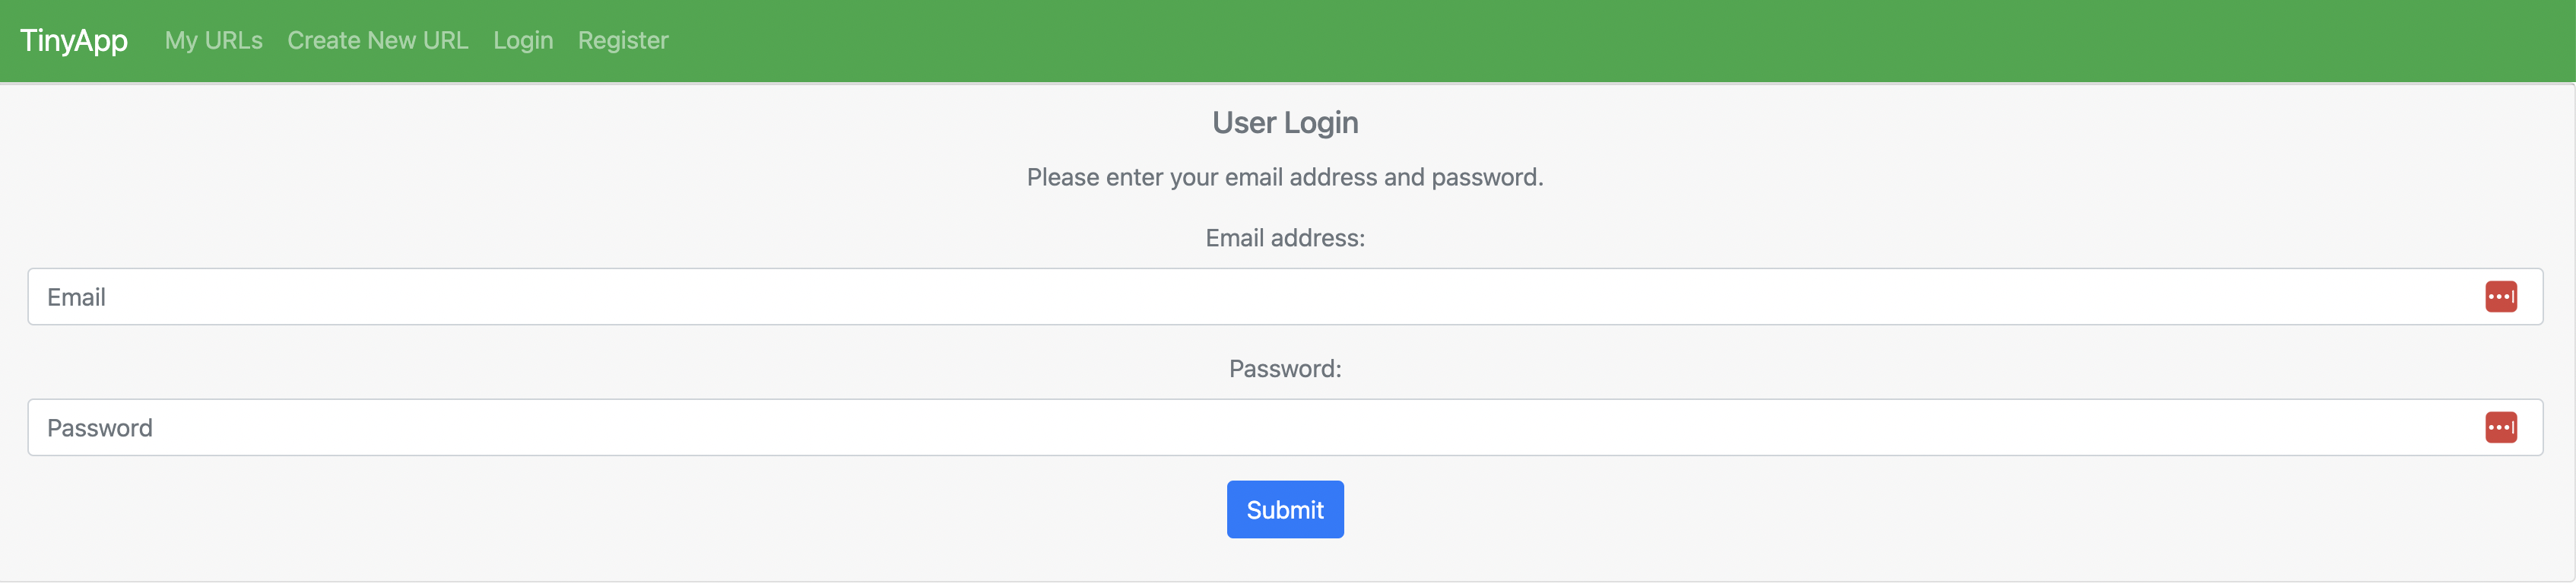 TinyApp My URLs Create New URL Login Register
User Login
Please enter your email address and password.
Email address:
Email
Password:
Password
Submit